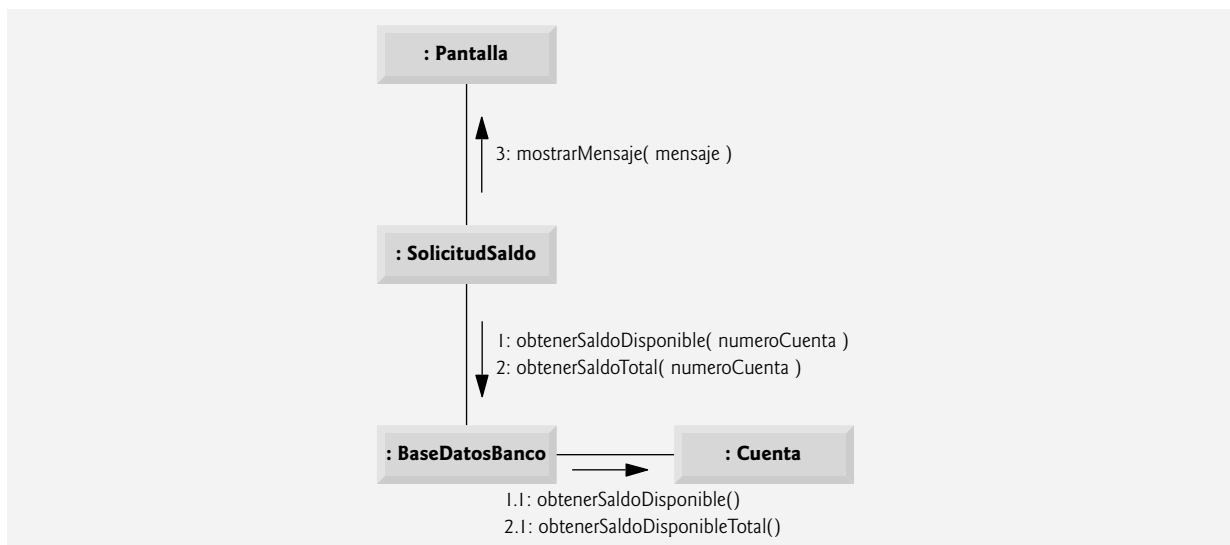 : Pantalla
3: mostrarMensaje( mensaje )
: SolicitudSaldo
1: obtenerSaldoDisponible( numeroCuenta )
2: obtenerSaldoTotal( numeroCuenta )
: BaseDatosBanco
: Cuenta
1.1: obtenerSaldoDisponible()
2.1: obtenerSaldoDisponibleTotal()